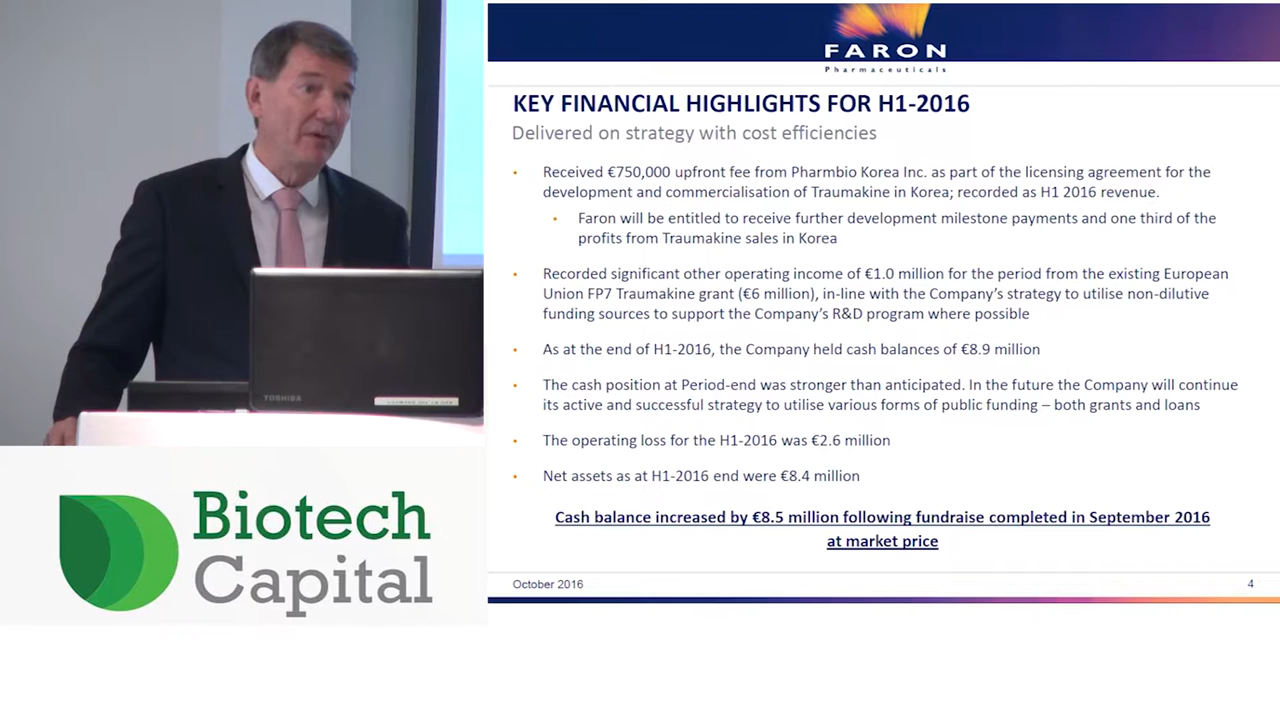 FARON
Pharmaceuticals
KEY FINANCIAL HIGHLIGHTS FOR H1-2016
Delivered on strategy with cost efficiencies
• Received €750,000 upfront fee from Pharmbio Korea Inc. as part of the licensing agreement for the
development and commercialisation of Traumakine in Korea; recorded as H1 2016 revenue.
• Faron will be entitled to receive further development milestone payments and one third of the
profits from Traumakine sales in Korea
• Recorded significant other operating income of €1.0 million for the period from the existing European
Union FP7 Traumakine grant (€6 million), in-line with the Company's strategy to utilise non-dilutive
funding sources to support the Company's R&D program where possible
• As at the end of H1-2016, the Company held cash balances of €8.9 million
• The cash position at Period-end was stronger than anticipated. In the future the Company will continue
its active and successful strategy to utilise various forms of public funding – both grants and loans
• The operating loss for the H1-2016 was €2.6 million
• Net assets as at H1-2016 end were €8.4 million
Cash balance increased by €8.5 million following fundraise completed in September 2016
at market price
October 2016
4
TOSHIBA
Biotech
Capital